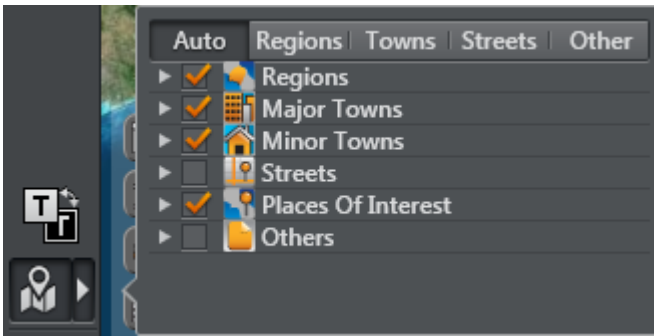 Auto Regions Towns Streets Other
Regions
Major Towns
Minor Towns
Streets
Places Of Interest
Others
T